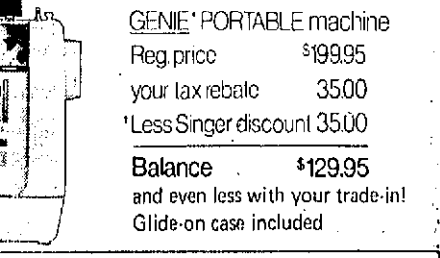 GENIE* PORTABLE machine
Reg. price $199.95
your tax rebate 35.00
*Less Singer discount 35.00
Balance $129.95
and even less with your trade-in!
Glide-on case included